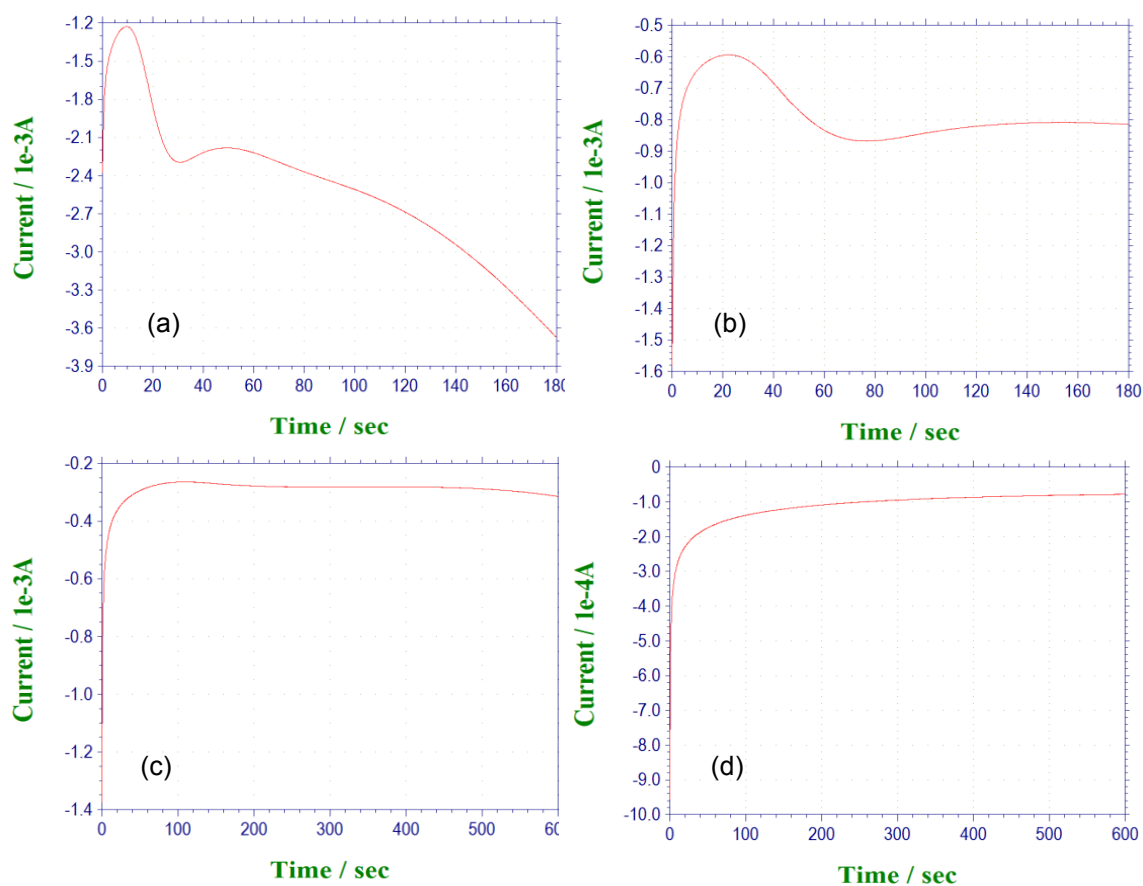 -1.2
-1.5
-1.8
-2.1
-2.4
-2.7
-3.0
-3.3
-3.6
-3.9
Current / 1e-3A
(a)
0 20 40 60 80 100 120 140 160 180
Time / sec
-0.5
-0.6
-0.7
-0.8
-0.9
-1.0
-1.1
-1.2
-1.3
-1.4
-1.5
-1.6
Current / 1e-3A
(b)
0 20 40 60 80 100 120 140 160 180
Time / sec
-0.2
-0.4
-0.6
-0.8
-1.0
-1.2
-1.4
Current / 1e-3A
(c)
0 100 200 300 400 500 600
Time / sec
0
-1.0
-2.0
-3.0
-4.0
-5.0
-6.0
-7.0
-8.0
-9.0
-10.0
Current / 1e-4A
(d)
0 100 200 300 400 500 600
Time / sec